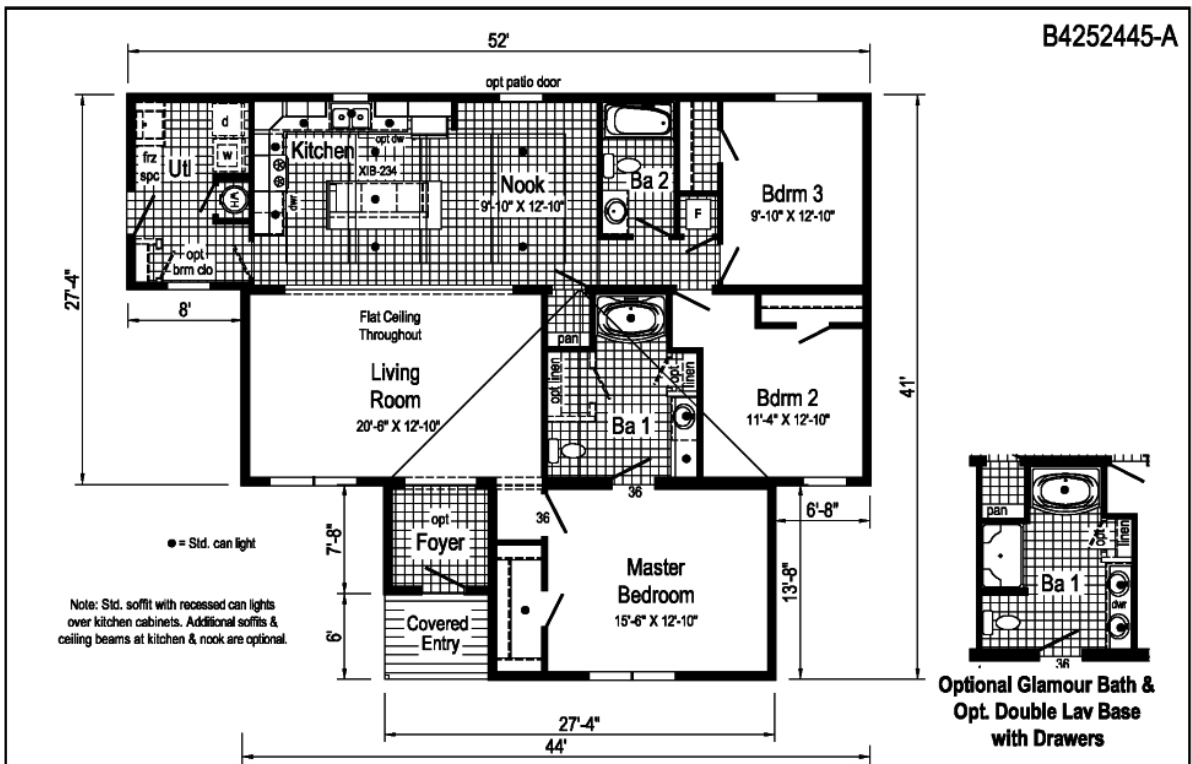 B4252445-A
52'
opt patio door
27'-4"
41'
d
w
frz
spc
Utl
WH
opt
brm clo
8'
Kitchen
opt dw
XIB-234
dwr
Nook
9'-10" X 12'-10"
Ba 2
F
Bdrm 3
9'-10" X 12'-10"
Flat Ceiling
Throughout
Living
Room
20'-6" X 12'-10"
pan
opt linen
opt
linen
Ba 1
Bdrm 2
11'-4" X 12'-10"
36
6'-8"
● = Std. can light
7'-8"
opt
Foyer
36
Master
Bedroom
15'-6" X 12'-10"
13'-8"
Note: Std. soffit with recessed can lights
over kitchen cabinets. Additional soffits &
ceiling beams at kitchen & nook are optional.
6'
Covered
Entry
27'-4"
44'
pan
opt
linen
Ba 1
dwr
36
Optional Glamour Bath &
Opt. Double Lav Base
with Drawers